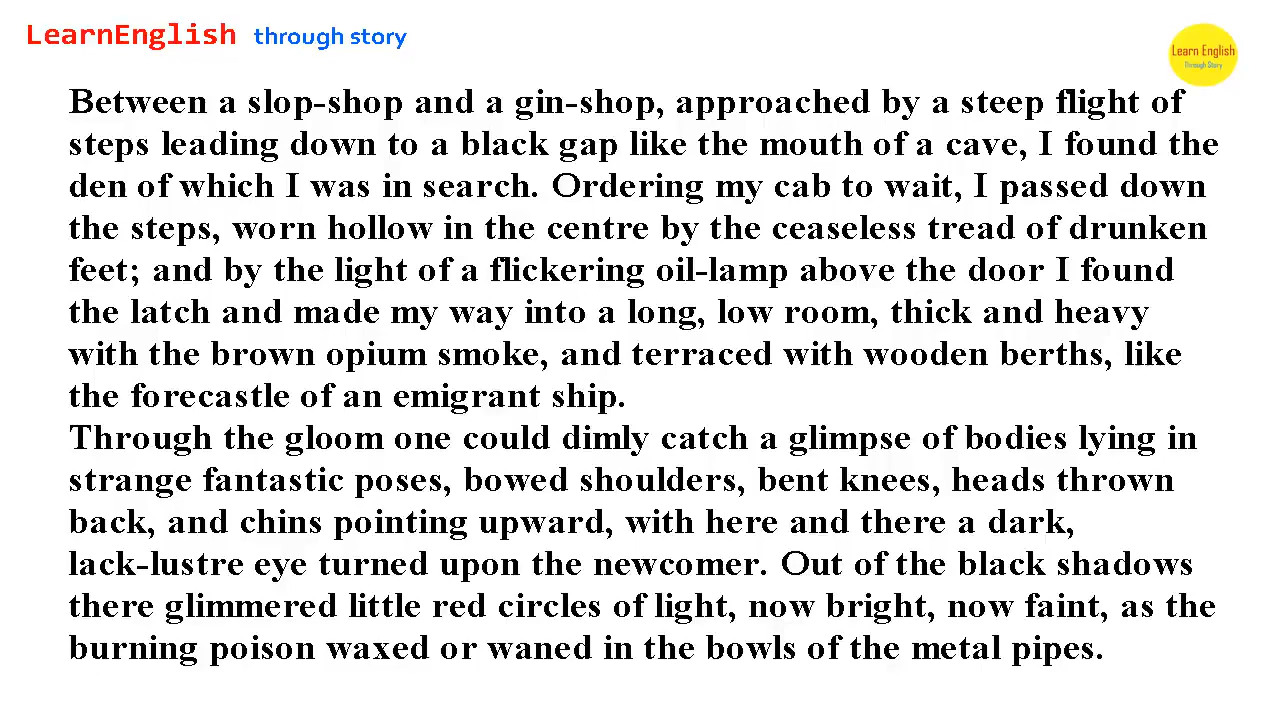 LearnEnglish through story
Learn English
Through Story
Between a slop-shop and a gin-shop, approached by a steep flight of
steps leading down to a black gap like the mouth of a cave, I found the
den of which I was in search. Ordering my cab to wait, I passed down
the steps, worn hollow in the centre by the ceaseless tread of drunken
feet; and by the light of a flickering oil-lamp above the door I found
the latch and made my way into a long, low room, thick and heavy
with the brown opium smoke, and terraced with wooden berths, like
the forecastle of an emigrant ship.
Through the gloom one could dimly catch a glimpse of bodies lying in
strange fantastic poses, bowed shoulders, bent knees, heads thrown
back, and chins pointing upward, with here and there a dark,
lack-lustre eye turned upon the newcomer. Out of the black shadows
there glimmered little red circles of light, now bright, now faint, as the
burning poison waxed or waned in the bowls of the metal pipes.